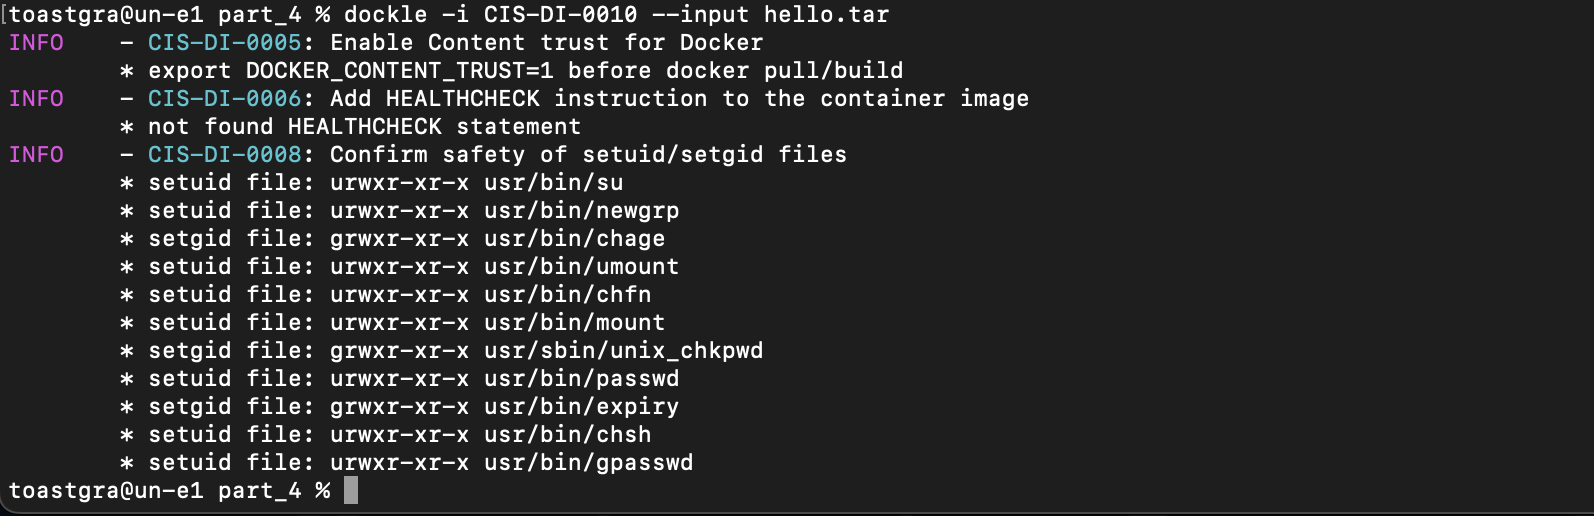 [toastgra@un-e1 part_4 % dockle -i CIS-DI-0010 --input hello.tar
INFO    - CIS-DI-0005: Enable Content trust for Docker
        * export DOCKER_CONTENT_TRUST=1 before docker pull/build
INFO    - CIS-DI-0006: Add HEALTHCHECK instruction to the container image
        * not found HEALTHCHECK statement
INFO    - CIS-DI-0008: Confirm safety of setuid/setgid files
        * setuid file: urwxr-xr-x usr/bin/su
        * setuid file: urwxr-xr-x usr/bin/newgrp
        * setgid file: grwxr-xr-x usr/bin/chage
        * setuid file: urwxr-xr-x usr/bin/umount
        * setuid file: urwxr-xr-x usr/bin/chfn
        * setuid file: urwxr-xr-x usr/bin/mount
        * setgid file: grwxr-xr-x usr/sbin/unix_chkpwd
        * setuid file: urwxr-xr-x usr/bin/passwd
        * setgid file: grwxr-xr-x usr/bin/expiry
        * setuid file: urwxr-xr-x usr/bin/chsh
        * setuid file: urwxr-xr-x usr/bin/gpasswd
toastgra@un-e1 part_4 %